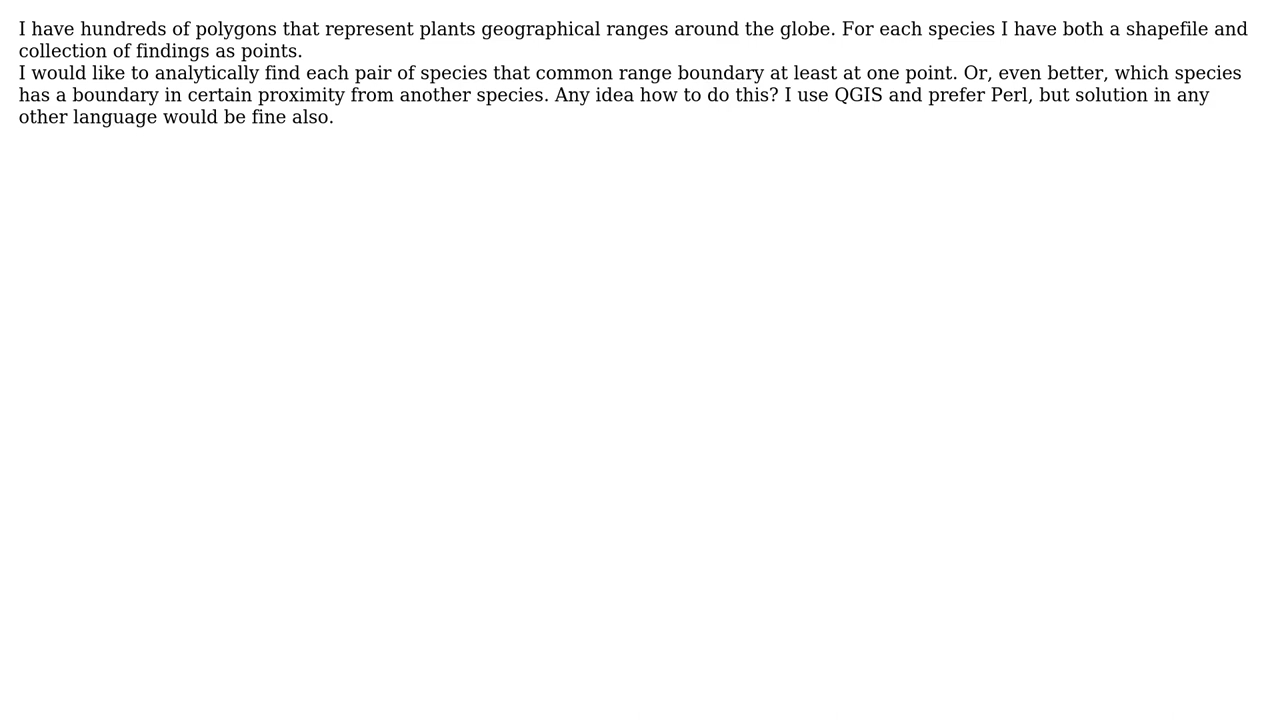 I have hundreds of polygons that represent plants geographical ranges around the globe. For each species I have both a shapefile and
collection of findings as points.
I would like to analytically find each pair of species that common range boundary at least at one point. Or, even better, which species
has a boundary in certain proximity from another species. Any idea how to do this? I use QGIS and prefer Perl, but solution in any
other language would be fine also.